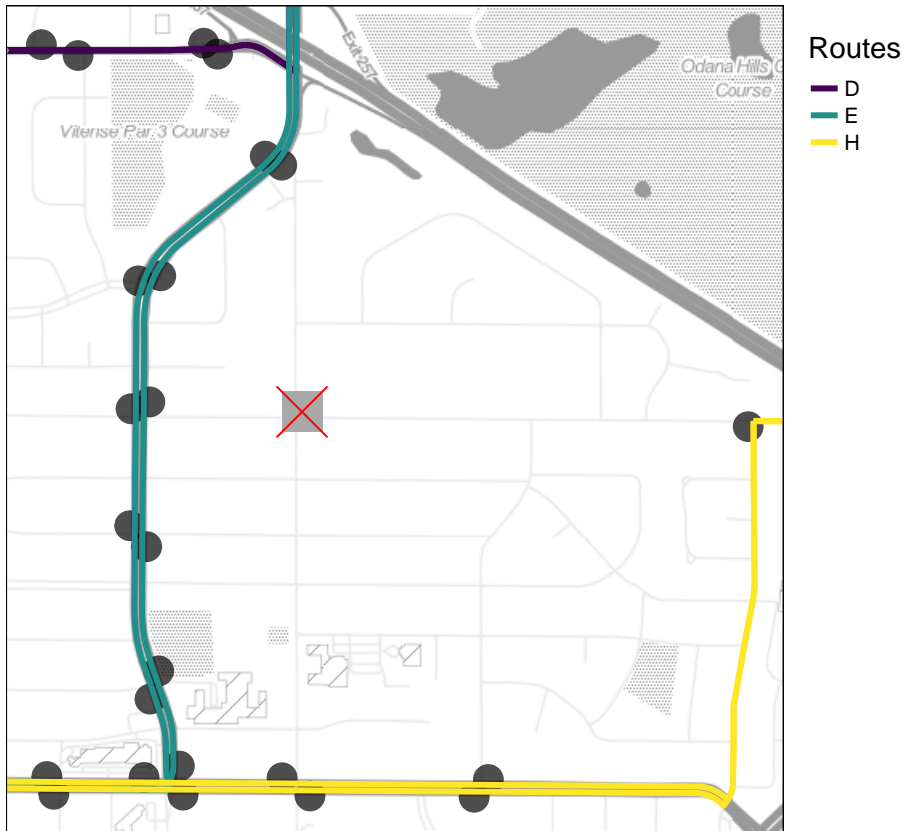 Exit 257
Odana Hills G
Course
Vitense Par 3 Course
Routes
D
E
H